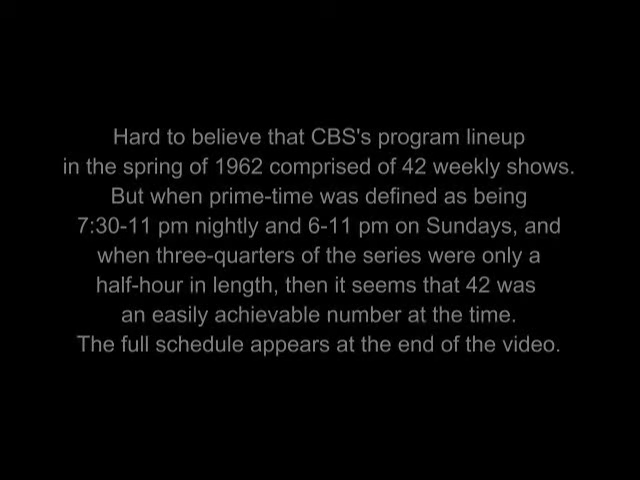 Hard to believe that CBS's program lineup
in the spring of 1962 comprised of 42 weekly shows.
But when prime-time was defined as being
7:30-11 pm nightly and 6-11 pm on Sundays, and
when three-quarters of the series were only a
half-hour in length, then it seems that 42 was
an easily achievable number at the time.
The full schedule appears at the end of the video.